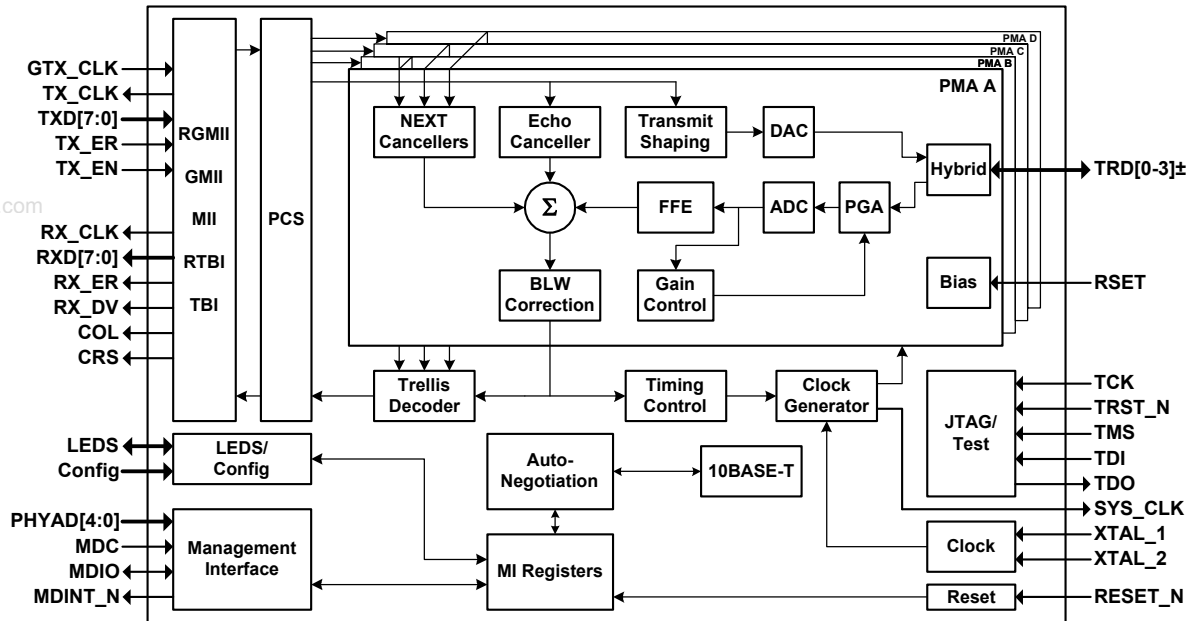 PMA D
PMA C
PMA B
PMA A
GTX_CLK
TX_CLK
TXD[7:0]
TX_ER
TX_EN
com
RX_CLK
RXD[7:0]
RX_ER
RX_DV
COL
CRS
RGMII
GMII
MII
RTBI
TBI
PCS
NEXT
Cancellers
Echo
Canceller
Transmit
Shaping
DAC
Hybrid
TRD[0-3]±
Σ
FFE
ADC
PGA
BLW
Correction
Gain
Control
Bias
RSET
Trellis
Decoder
Timing
Control
Clock
Generator
JTAG/
Test
TCK
TRST_N
TMS
TDI
TDO
SYS_CLK
LEDS
Config
LEDS/
Config
Auto-
Negotiation
10BASE-T
PHYAD[4:0]
MDC
MDIO
MDINT_N
Management
Interface
MI Registers
Clock
XTAL_1
XTAL_2
Reset
RESET_N